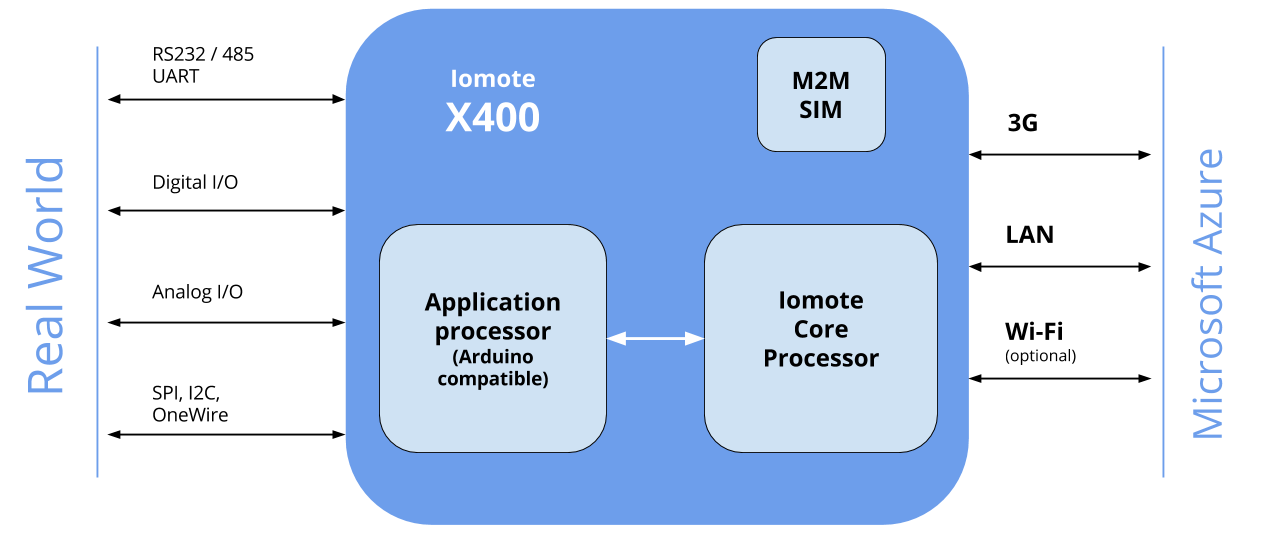 Real World
RS232 / 485
UART
Digital I/O
Analog I/O
SPI, I2C,
OneWire
Iomote
X400
M2M
SIM
Application
processor
(Arduino
compatible)
Iomote
Core
Processor
3G
LAN
Wi-Fi
(optional)
Microsoft Azure